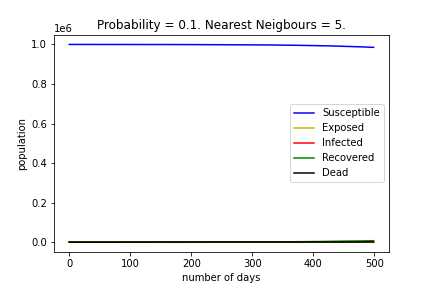 Probability = 0.1. Nearest Neigbours = 5.
1e6
1.0
0.8
0.6
0.4
0.2
0.0
population
Susceptible
Exposed
Infected
Recovered
Dead
0 100 200 300 400 500
number of days